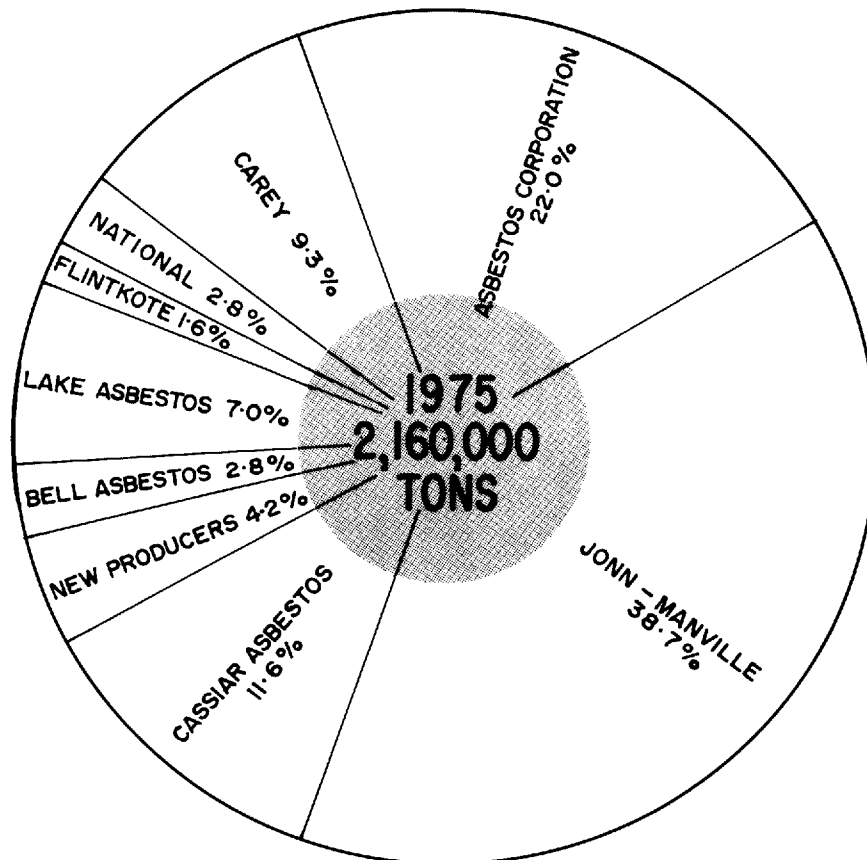 ASBESTOS CORPORATION
22·0%
CAREY 9·3%
NATIONAL 2·8%
FLINTKOTE 1·6%
LAKE ASBESTOS 7·0%
BELL ASBESTOS 2·8%
NEW PRODUCERS 4·2%
CASSIAR ASBESTOS
11·6%
JONN – MANVILLE
38·7%
1975
2,160,000
TONS